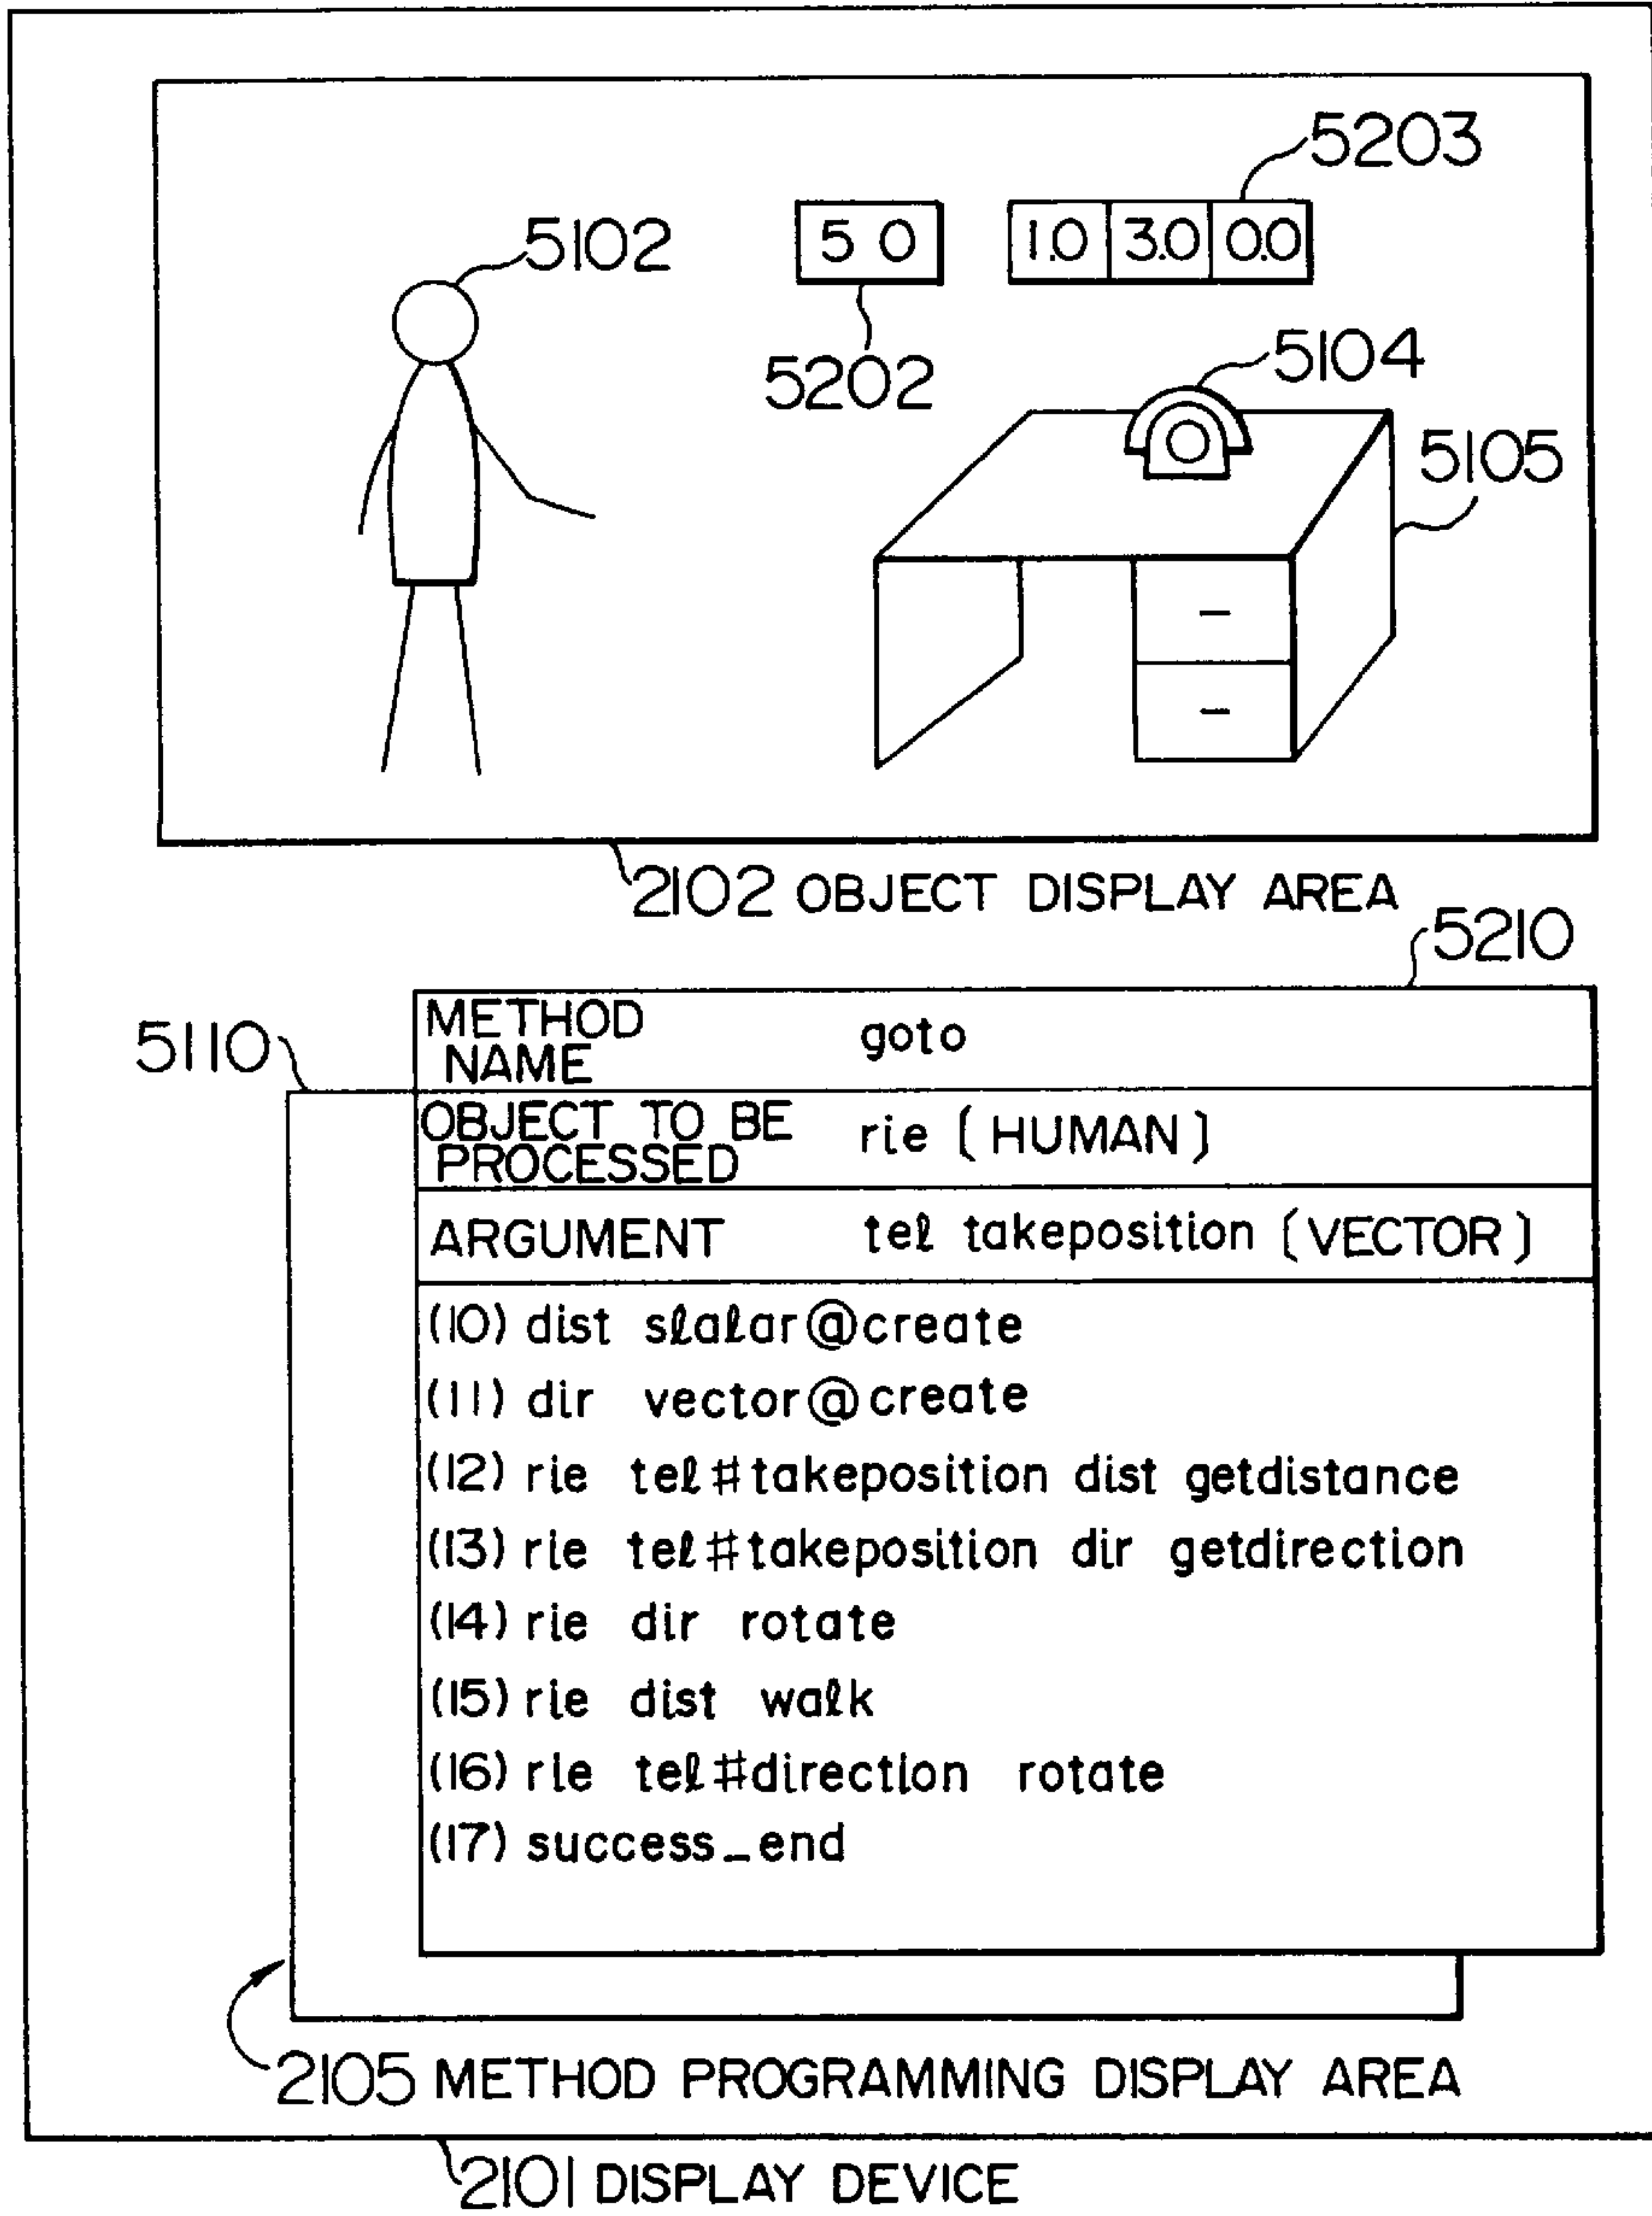 5203
5102
5 0
1.0 3.0 0.0
5202
5104
5105
2102 OBJECT DISPLAY AREA
5210
5110
METHOD NAME goto
OBJECT TO BE PROCESSED rie [HUMAN]
ARGUMENT tel takeposition [VECTOR]
(10) dist slalar@create
(11) dir vector@create
(12) rie tel#takeposition dist getdistance
(13) rie tel#takeposition dir getdirection
(14) rie dir rotate
(15) rie dist walk
(16) rie tel#direction rotate
(17) success_end
2105 METHOD PROGRAMMING DISPLAY AREA
2101 DISPLAY DEVICE